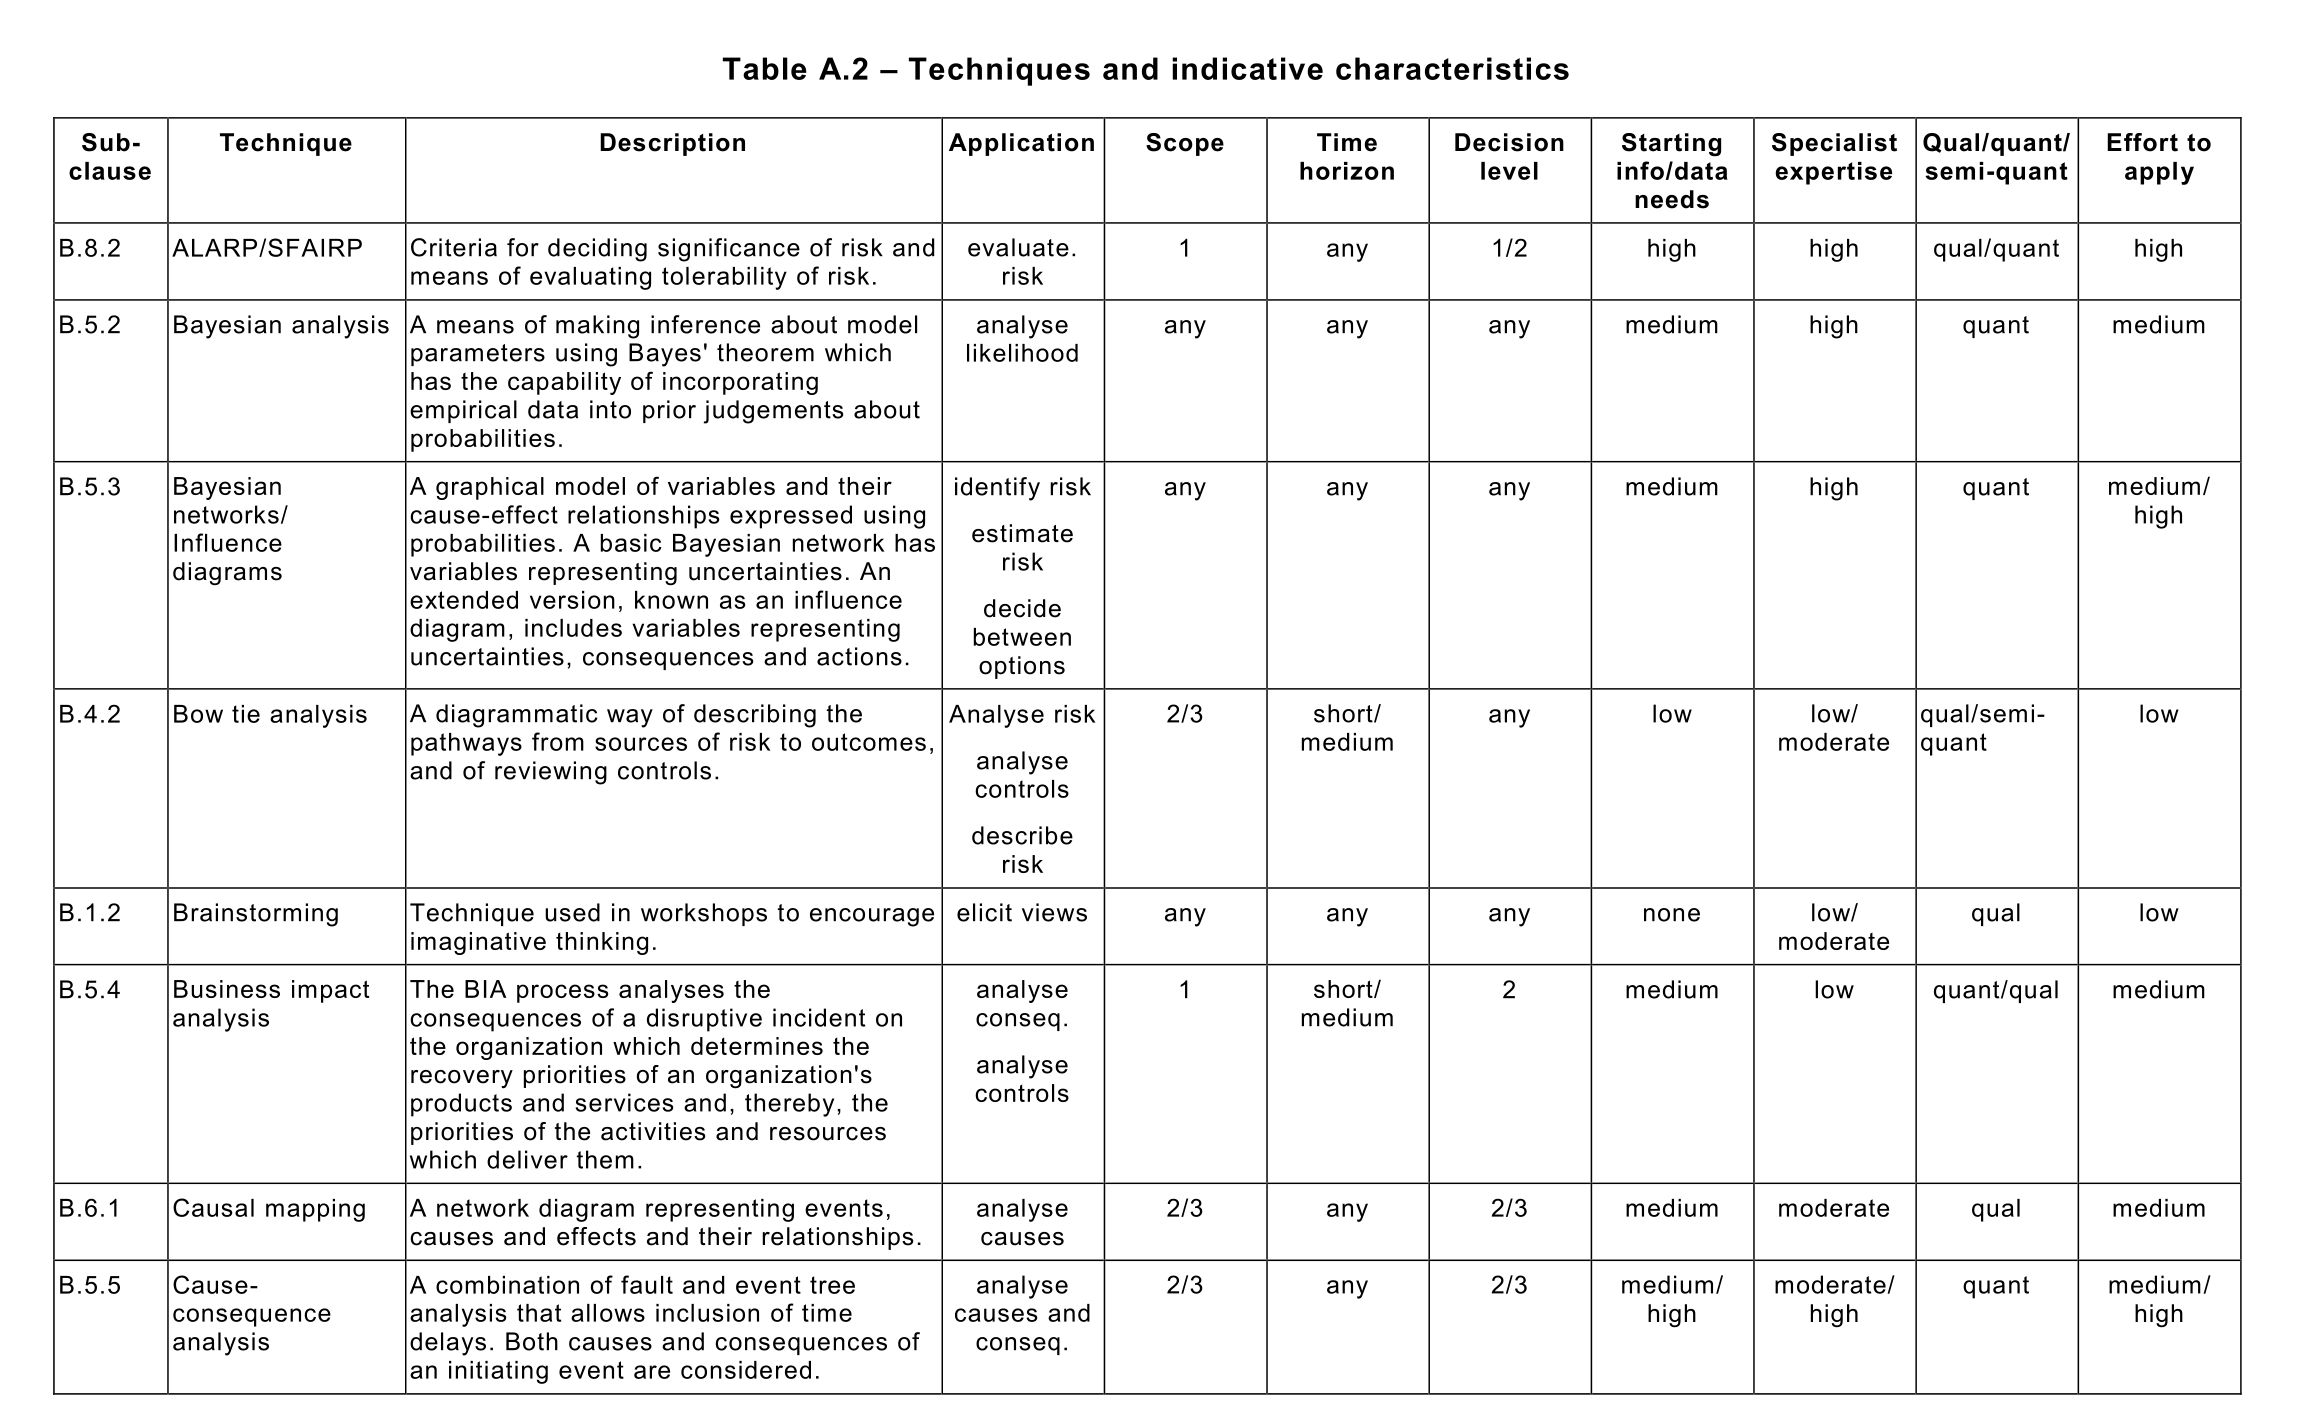 Table A.2 – Techniques and indicative characteristics
Sub-clause Technique Description Application Scope Time horizon Decision level Starting info/data needs Specialist expertise Qual/quant/semi-quant Effort to apply
B.8.2 ALARP/SFAIRP Criteria for deciding significance of risk and evaluate. 1 any 1/2 high high qual/quant high
means of evaluating tolerability of risk. risk
B.5.2 Bayesian analysis A means of making inference about model analyse any any any medium high quant medium
parameters using Bayes' theorem which likelihood
has the capability of incorporating
empirical data into prior judgements about
probabilities.
B.5.3 Bayesian A graphical model of variables and their identify risk any any any medium high quant medium/
networks/ cause-effect relationships expressed using estimate high
Influence probabilities. A basic Bayesian network has risk
diagrams variables representing uncertainties. An
extended version, known as an influence decide
diagram, includes variables representing between
uncertainties, consequences and actions. options
B.4.2 Bow tie analysis A diagrammatic way of describing the Analyse risk 2/3 short/ any low low/ qual/semi- low
pathways from sources of risk to outcomes, analyse medium moderate quant
and of reviewing controls. controls
describe
risk
B.1.2 Brainstorming Technique used in workshops to encourage elicit views any any any none low/ qual low
imaginative thinking. moderate
B.5.4 Business impact The BIA process analyses the analyse 1 short/ 2 medium low quant/qual medium
analysis consequences of a disruptive incident on conseq. medium
the organization which determines the analyse
recovery priorities of an organization's controls
products and services and, thereby, the
priorities of the activities and resources
which deliver them.
B.6.1 Causal mapping A network diagram representing events, analyse 2/3 any 2/3 medium moderate qual medium
causes and effects and their relationships. causes
B.5.5 Cause- A combination of fault and event tree analyse 2/3 any 2/3 medium/ moderate/ quant medium/
consequence analysis that allows inclusion of time causes and high high high
analysis delays. Both causes and consequences of conseq.
an initiating event are considered.